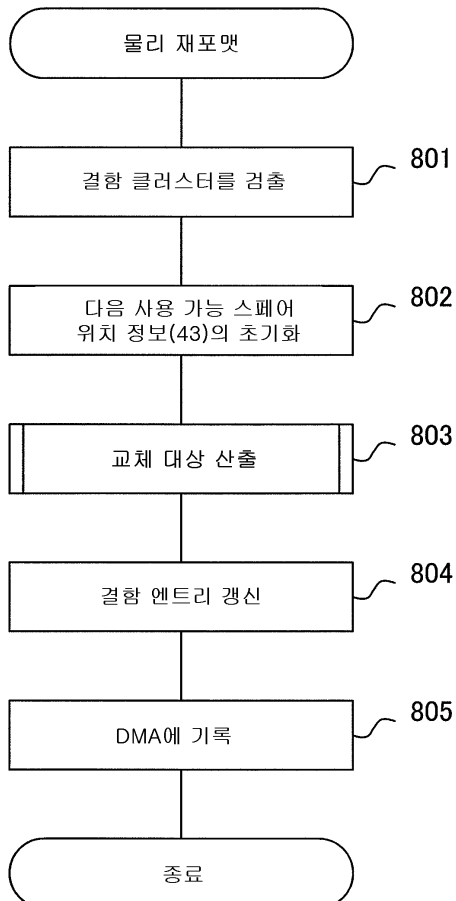 물리 재포맷
결함 클러스터를 검출
801
다음 사용 가능 스페어
위치 정보(43)의 초기화
802
교체 대상 산출
803
결함 엔트리 갱신
804
DMA에 기록
805
종료